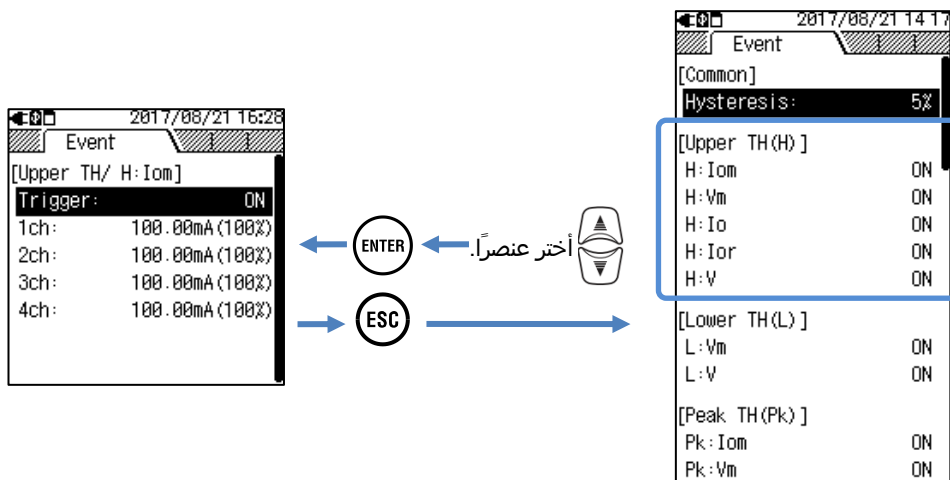 2017/08/21 16:28
Event
[Upper TH/ H:Iom]
Trigger: ON
1ch: 100.00mA(100%)
2ch: 100.00mA(100%)
3ch: 100.00mA(100%)
4ch: 100.00mA(100%)
ENTER
أختر عنصرًا.
ESC
2017/08/21 14 17
Event
[Common]
Hysteresis: 5%
[Upper TH(H)]
H:Iom ON
H:Vm ON
H:Io ON
H:Ior ON
H:V ON
[Lower TH(L)]
L:Vm ON
L:V ON
[Peak TH(Pk)]
Pk:Iom ON
Pk:Vm ON